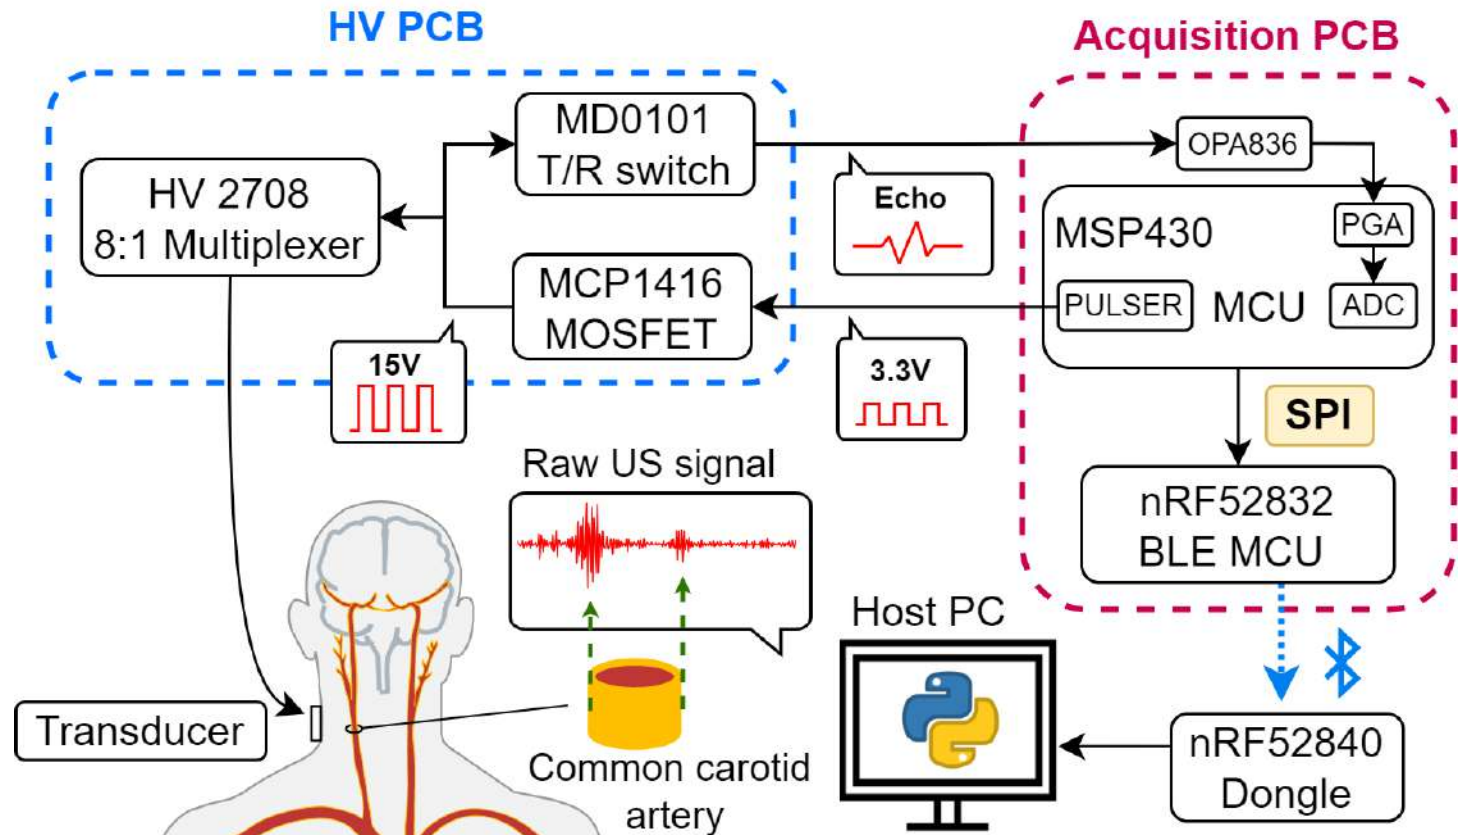 HV PCB
Acquisition PCB
MD0101
T/R switch
OPA836
HV 2708
8:1 Multiplexer
Echo
MSP430
PGA
MCP1416
MOSFET
PULSER
MCU
ADC
15V
3.3V
SPI
Raw US signal
nRF52832
BLE MCU
Host PC
Transducer
Common carotid
artery
nRF52840
Dongle